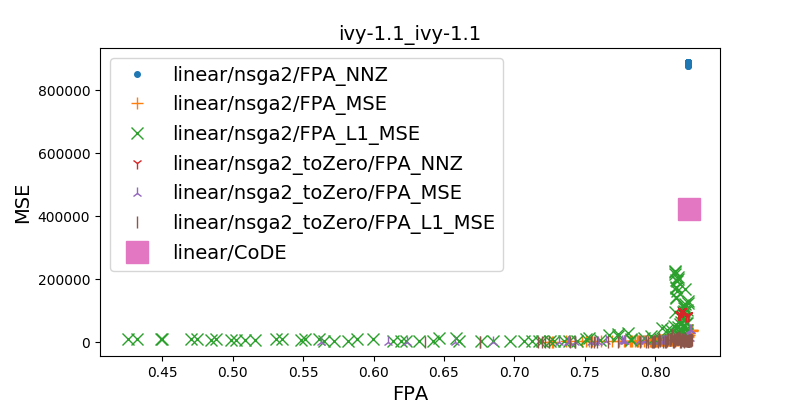 ivy-1.1_ivy-1.1
linear/nsga2/FPA_NNZ
linear/nsga2/FPA_MSE
linear/nsga2/FPA_L1_MSE
linear/nsga2_toZero/FPA_NNZ
linear/nsga2_toZero/FPA_MSE
linear/nsga2_toZero/FPA_L1_MSE
linear/CoDE
MSE
800000
600000
400000
200000
0
0.45 0.50 0.55 0.60 0.65 0.70 0.75 0.80
FPA